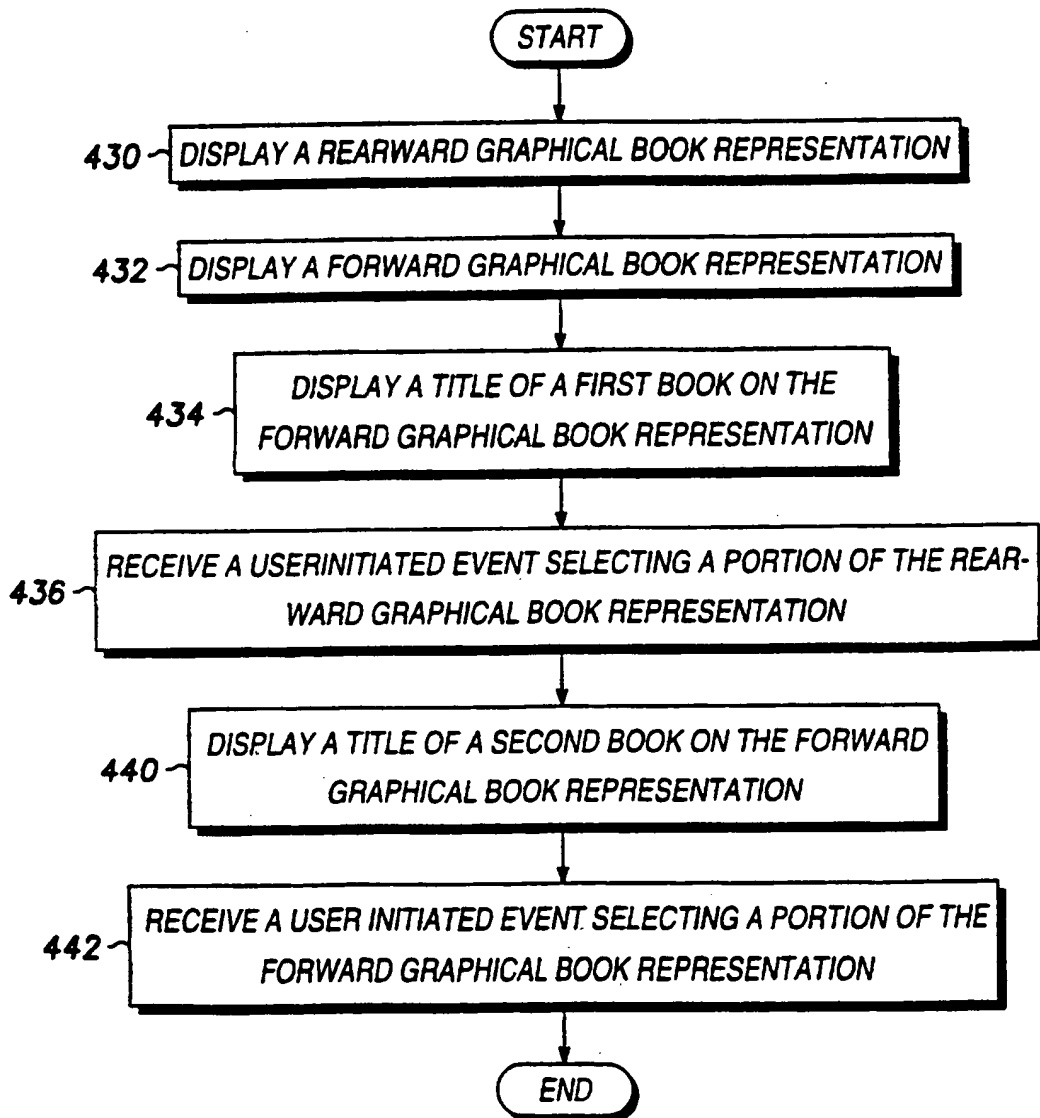 START
430 DISPLAY A REARWARD GRAPHICAL BOOK REPRESENTATION
432 DISPLAY A FORWARD GRAPHICAL BOOK REPRESENTATION
DISPLAY A TITLE OF A FIRST BOOK ON THE
434 FORWARD GRAPHICAL BOOK REPRESENTATION
RECEIVE A USERINITIATED EVENT SELECTING A PORTION OF THE REAR-
436 WARD GRAPHICAL BOOK REPRESENTATION
DISPLAY A TITLE OF A SECOND BOOK ON THE FORWARD
440 GRAPHICAL BOOK REPRESENTATION
RECEIVE A USER INITIATED EVENT SELECTING A PORTION OF THE
442 FORWARD GRAPHICAL BOOK REPRESENTATION
END